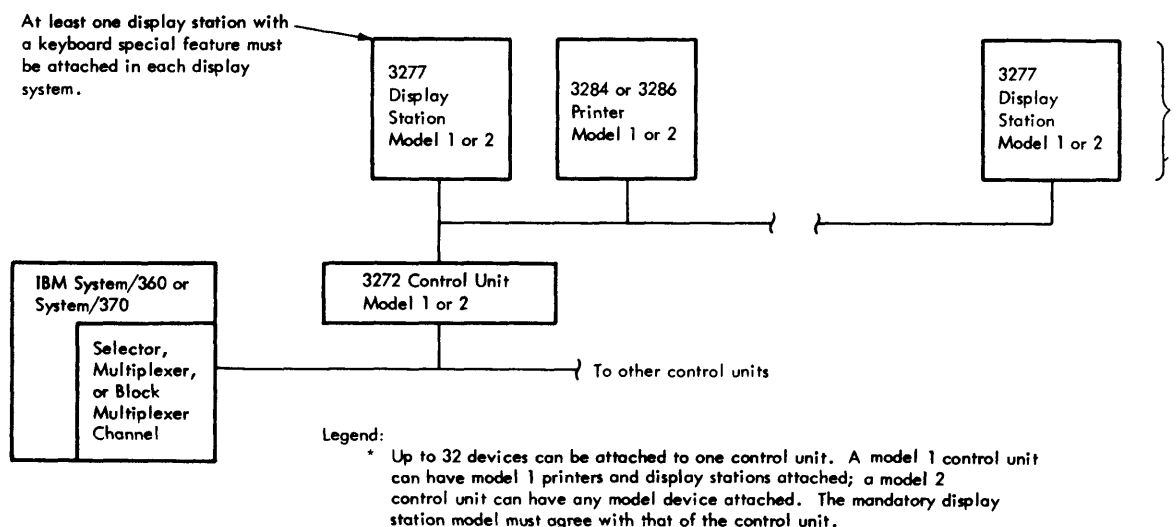 At least one display station with
a keyboard special feature must
be attached in each display
system.
3277
Display
Station
Model 1 or 2
3284 or 3286
Printer
Model 1 or 2
3277
Display
Station
Model 1 or 2
IBM System/360 or
System/370
Selector,
Multiplexer,
or Block
Multiplexer
Channel
3272 Control Unit
Model 1 or 2
To other control units
Legend:
* Up to 32 devices can be attached to one control unit. A model 1 control unit
can have model 1 printers and display stations attached; a model 2
control unit can have any model device attached. The mandatory display
station model must agree with that of the control unit.